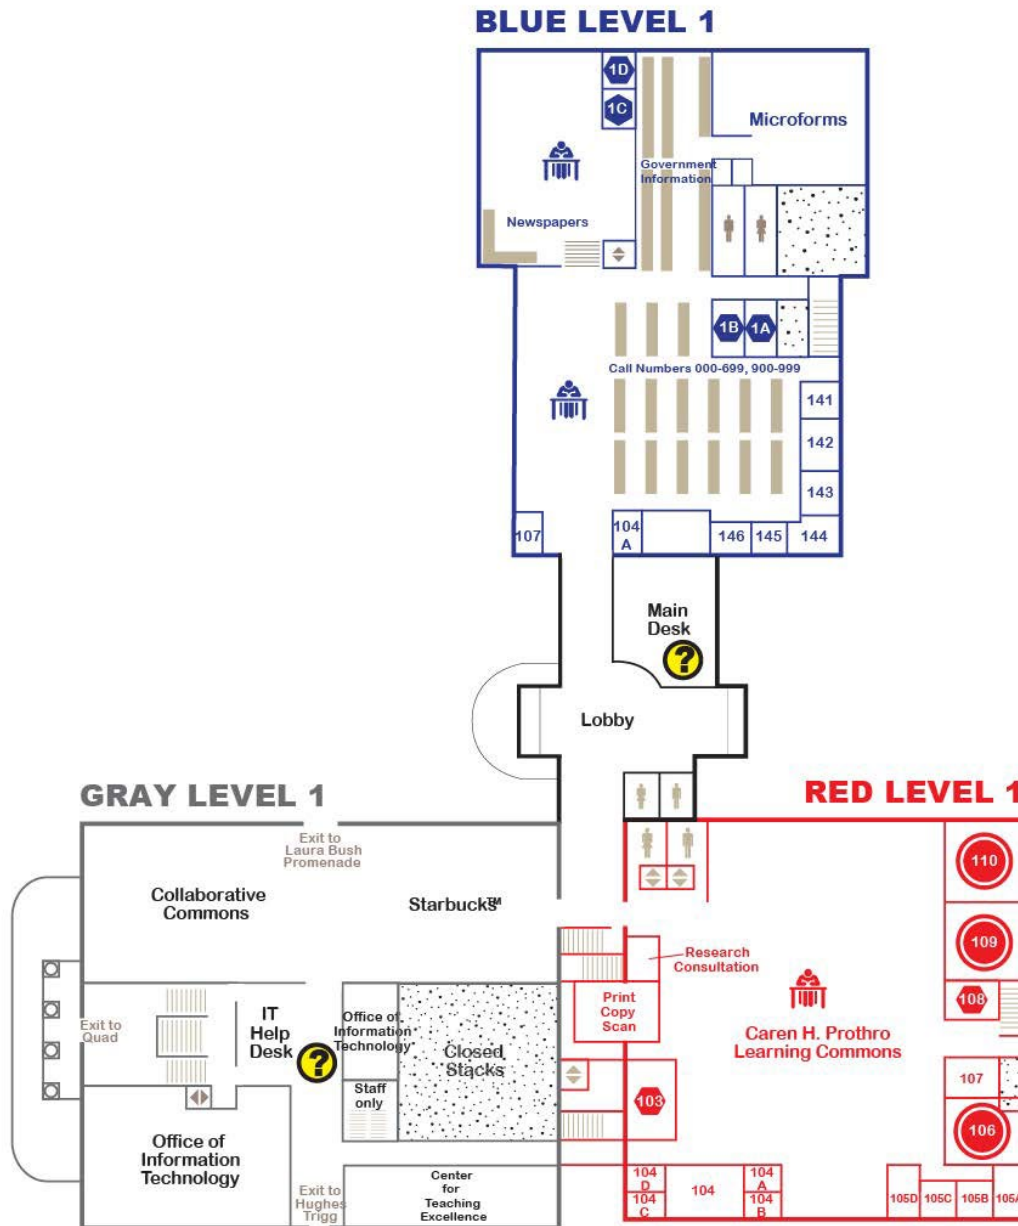 BLUE LEVEL 1
1D
1C
Microforms
Government
Information
Newspapers
1B
1A
Call Numbers 000-699, 900-999
141
142
143
107
104
A
146
145
144
Main
Desk
?
Lobby
GRAY LEVEL 1
RED LEVEL 1
Exit to
Laura Bush
Promenade
Collaborative
Commons
Starbucks™
110
109
Research
Consultation
108
Print
Copy
Scan
Caren H. Prothro
Learning Commons
IT
Help
Desk
?
Office of
Information
Technology
Closed
Stacks
Exit to
Quad
Staff
only
107
103
106
Office of
Information
Technology
Exit to
Hughes
Trigg
Center
for
Teaching
Excellence
104
D
104
C
104
104
A
104
B
105D
105C
105B
105A